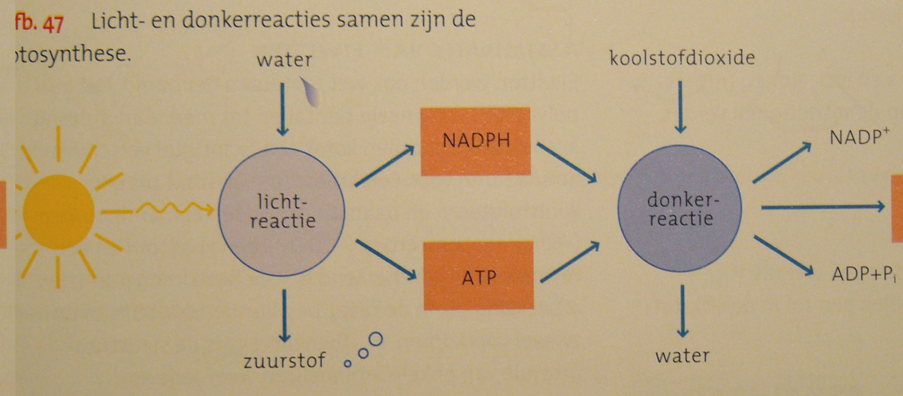 fb. 47 Licht- en donkerreacties samen zijn de
otosynthese.
water
koolstofdioxide
NADPH
NADP⁺
licht-
reactie
donker-
reactie
ATP
ADP+Pᵢ
zuurstof
water